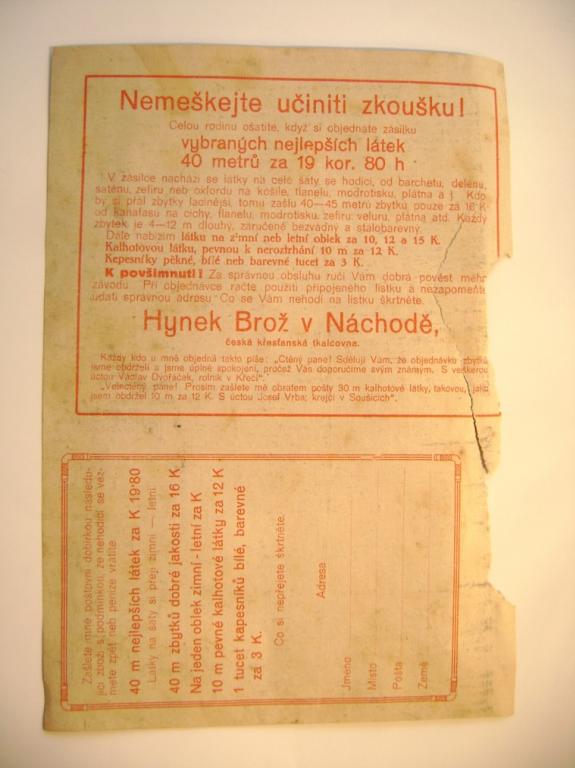 Nemeškejte učiniti zkoušku!
Celou rodinu ošatíte, když si objednáte zásilku
vybraných nejlepších látek
40 metrů za 19 kor. 80 h
V zásilce nachází se látky na celé šaty se hodící, od barchetu, delénu,
saténu, zefiru neb oxfordu na košile, flanelu, modrotisku, plátna a j. Kdo
by si přál zbytky lacinější, tomu zašlu 40—45 metrů zbytků pouze za 16 K
od kanafasu na cíchy, flanelu, modrotisku, zefiru, veluru, plátna atd. Každý
zbytek je 4—12 m dlouhý, zaručeně bezvadný a stálobarevný.
Dále nabízím látku na zimní neb letní oblek za 10, 12 a 15 K.
Kalhotovou látku, pevnou k neroztrhání 10 m za 12 K.
Kapesníky pěkné, bílé neb barevné tucet za 3 K.
K povšimnutí! Za správnou obsluhu ručí Vám dobrá pověst mého
závodu. Při objednávce račte použíti připojeného lístku a nezapomeňte
udati správnou adresu. Co se Vám nehodí na lístku škrtněte.
Hynek Brož v Náchodě,
česká křesťanská tkalcovna.
Každý kdo u mně objedná takto píše: „Ctěný pane! Sděluji Vám, že objednávku zbytků
jsme obdrželi a jsme úplně spokojeni, pročež Vás doporučíme svým známým. S veškerou
úctou Václav Dvořáček, rolník v Křečí“.
„Velectěný pane! Prosím zašlete mě obratem pošty 30 m kalhotové látky, takovou, jako
jsem obdržel 10 m za 12 K. S úctou Josef Vrba, krejčí v Soušicích“.
Zašlete mně poštovní dobírkou následu-
jící zboží s podmínkou, že nehodící se vez-
mete zpět neb peníze vrátíte.
40 m nejlepších látek za K 19·80
Látky na šaty si přeji zimní — letní.
40 m zbytků dobré jakosti za 16 K
Na jeden oblek zimní - letní za K
10 m pevné kalhotové látky za 12 K
1 tucet kapesníků bílé, barevné
za 3 K.
Co si nepřejete škrtněte.
Adresa
Jméno
Místo
Pošta
Země